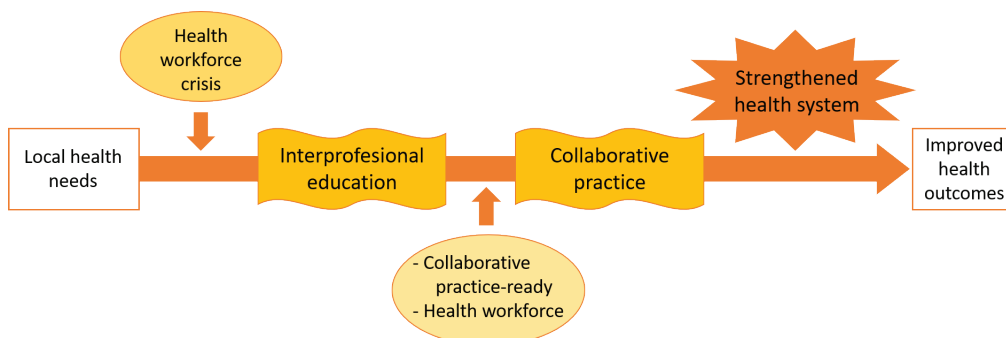 Health
workforce
crisis
Strengthened
health system
Local health
needs
Interprofesional
education
Collaborative
practice
Improved
health
outcomes
- Collaborative
practice-ready
- Health workforce